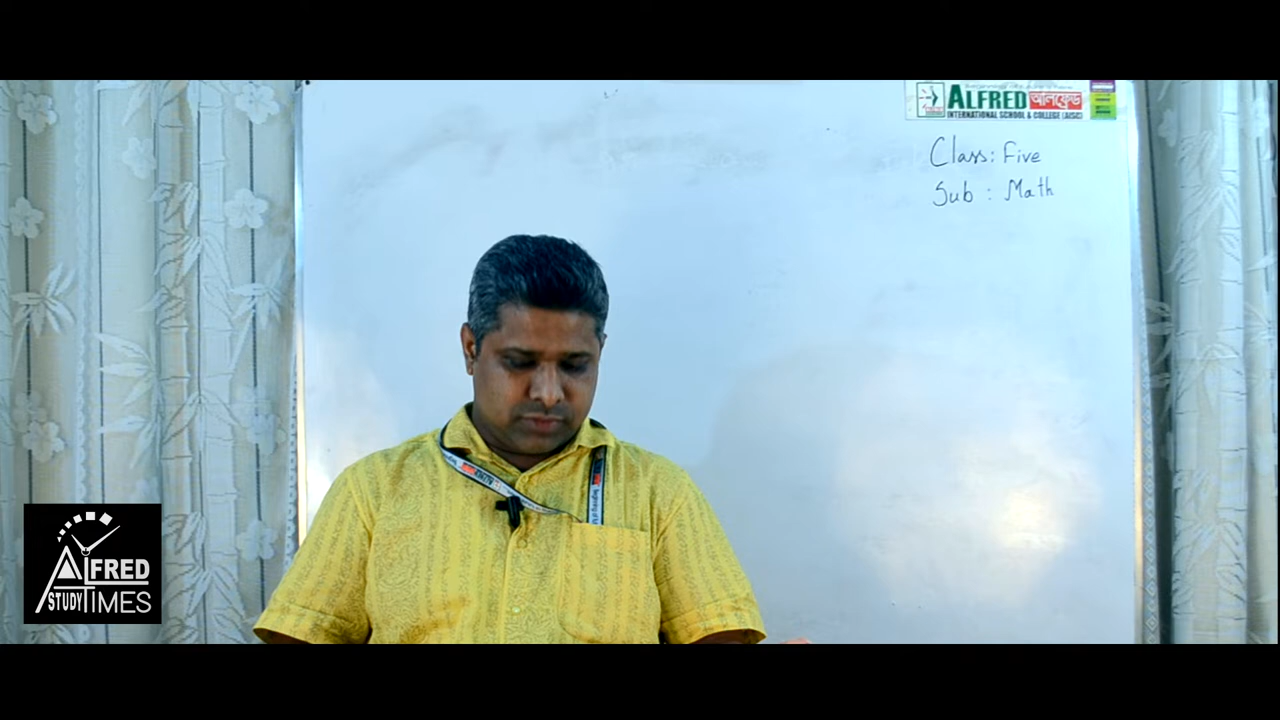 ALFRED আলফ্রেড
INTERNATIONAL SCHOOL & COLLEGE (AISC)
Class: Five
Sub : Math
ALFRED
STUDY TIMES